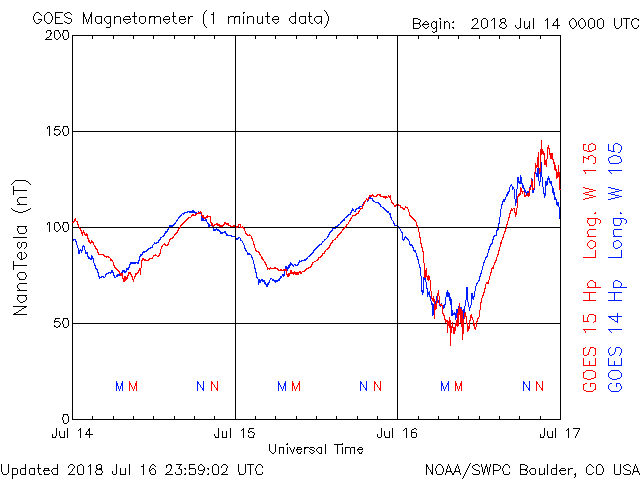 GOES Magnetometer (1 minute data)
Begin: 2018 Jul 14 0000 UTC
200
150
100
50
0
NanoTesla (nT)
M M N N M M N N M M N N
Jul 14 Jul 15 Jul 16 Jul 17
Universal Time
GOES 15 Hp Long. W 136
GOES 14 Hp Long. W 105
Updated 2018 Jul 16 23:59:02 UTC
NOAA/SWPC Boulder, CO USA